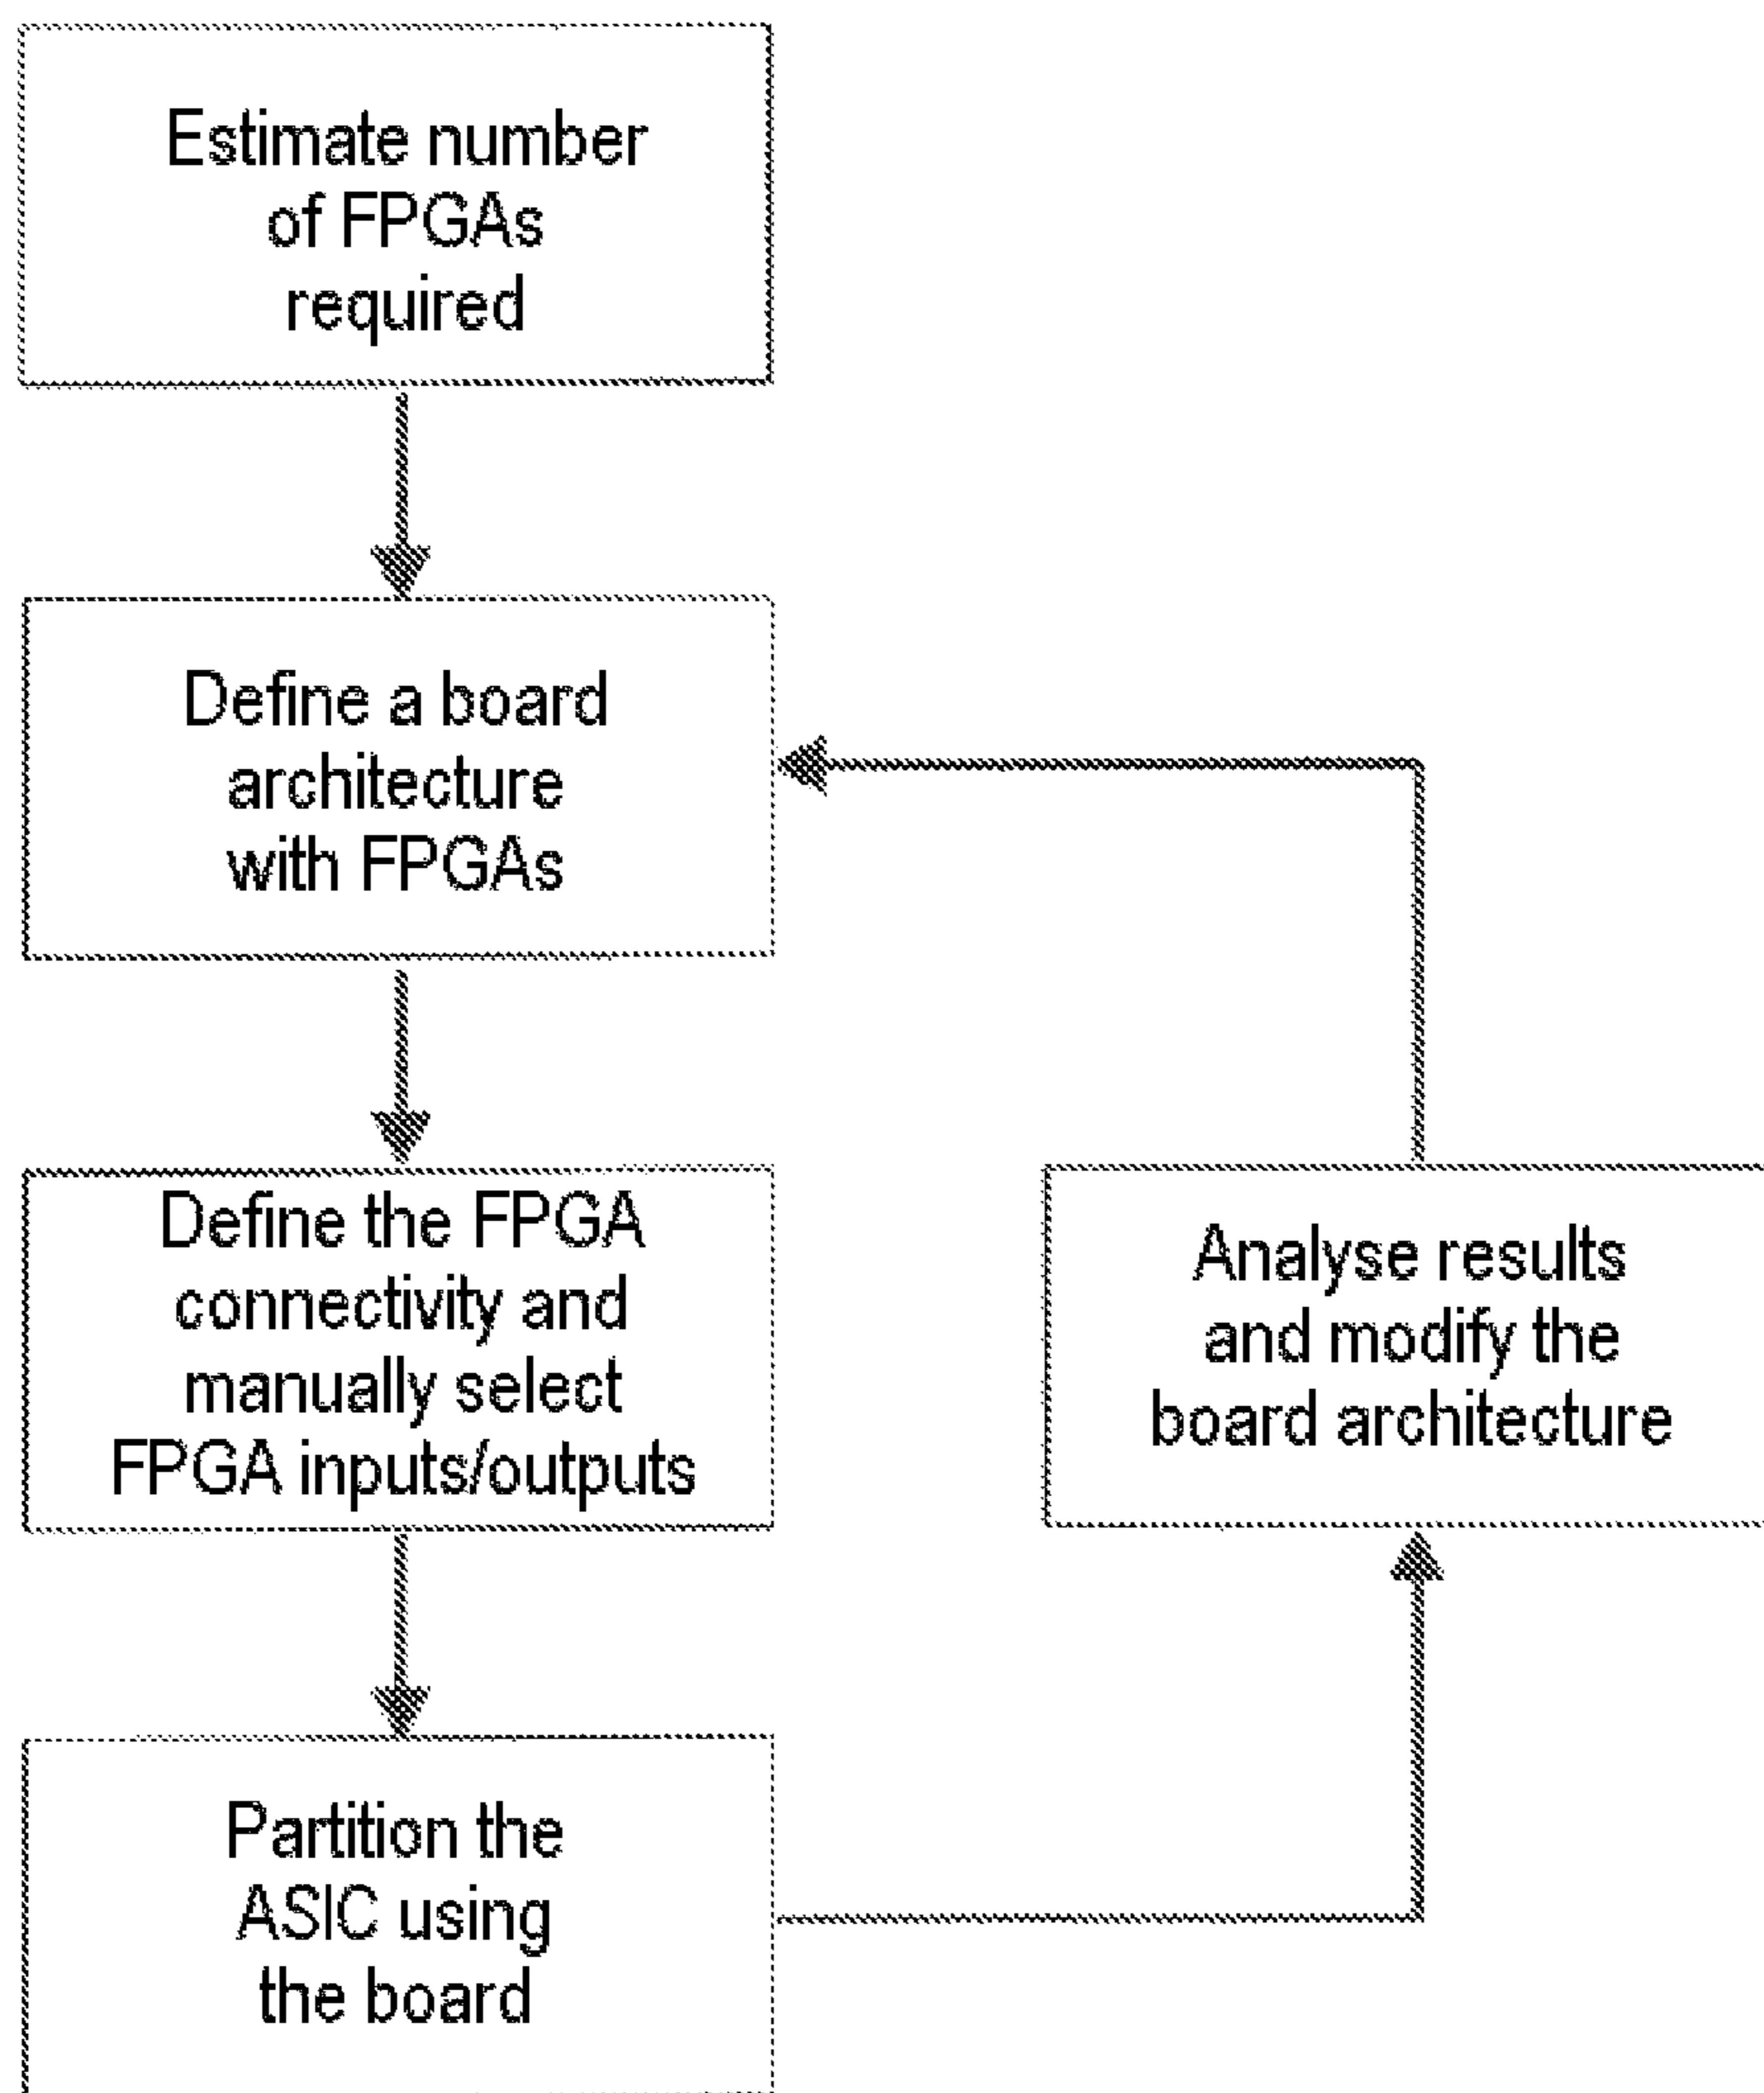 Estimate number
of FPGAs
required
Define a board
architecture
with FPGAs
Define the FPGA
connectivity and
manually select
FPGA inputs/outputs
Analyse results
and modify the
board architecture
Partition the
ASIC using
the board